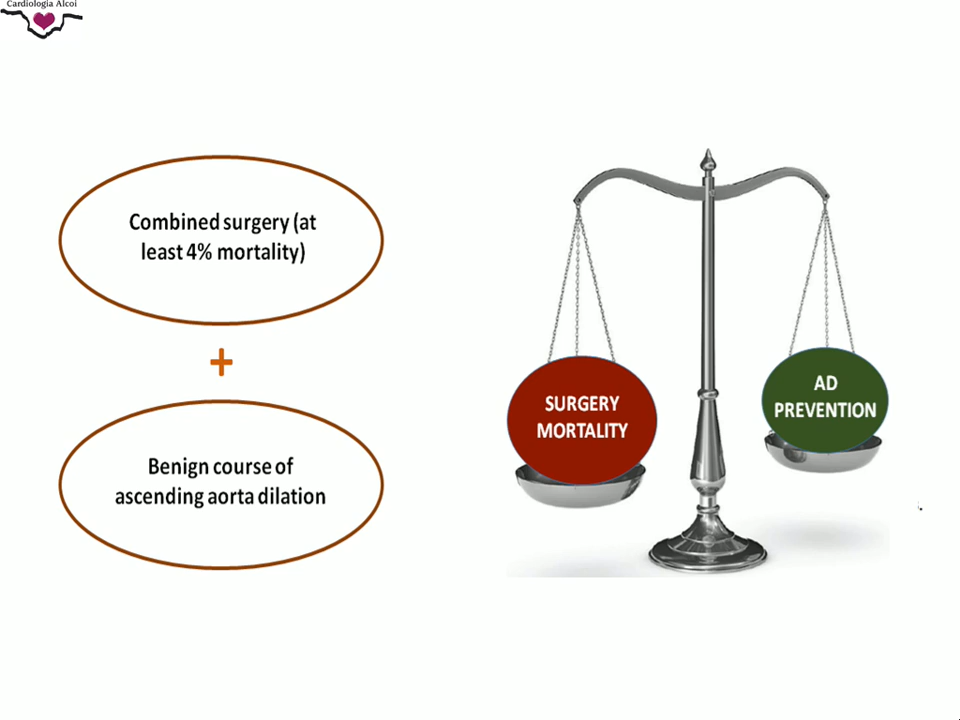 Cardiologia Alcoi
Combined surgery (at
least 4% mortality)
+
Benign course of
ascending aorta dilation
SURGERY
MORTALITY
AD
PREVENTION